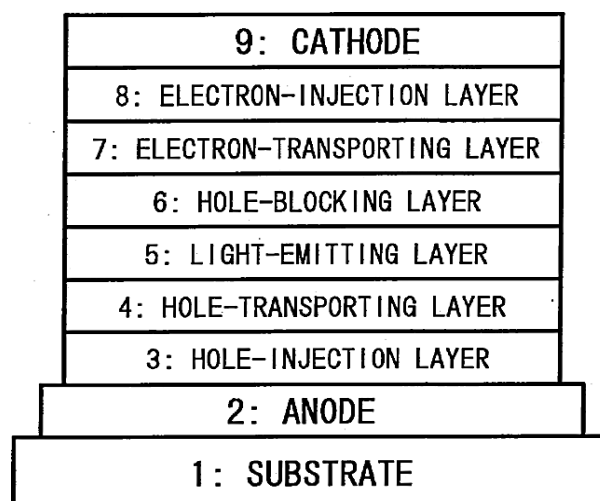 9: CATHODE
8: ELECTRON-INJECTION LAYER
7: ELECTRON-TRANSPORTING LAYER
6: HOLE-BLOCKING LAYER
5: LIGHT-EMITTING LAYER
4: HOLE-TRANSPORTING LAYER
3: HOLE-INJECTION LAYER
2: ANODE
1: SUBSTRATE